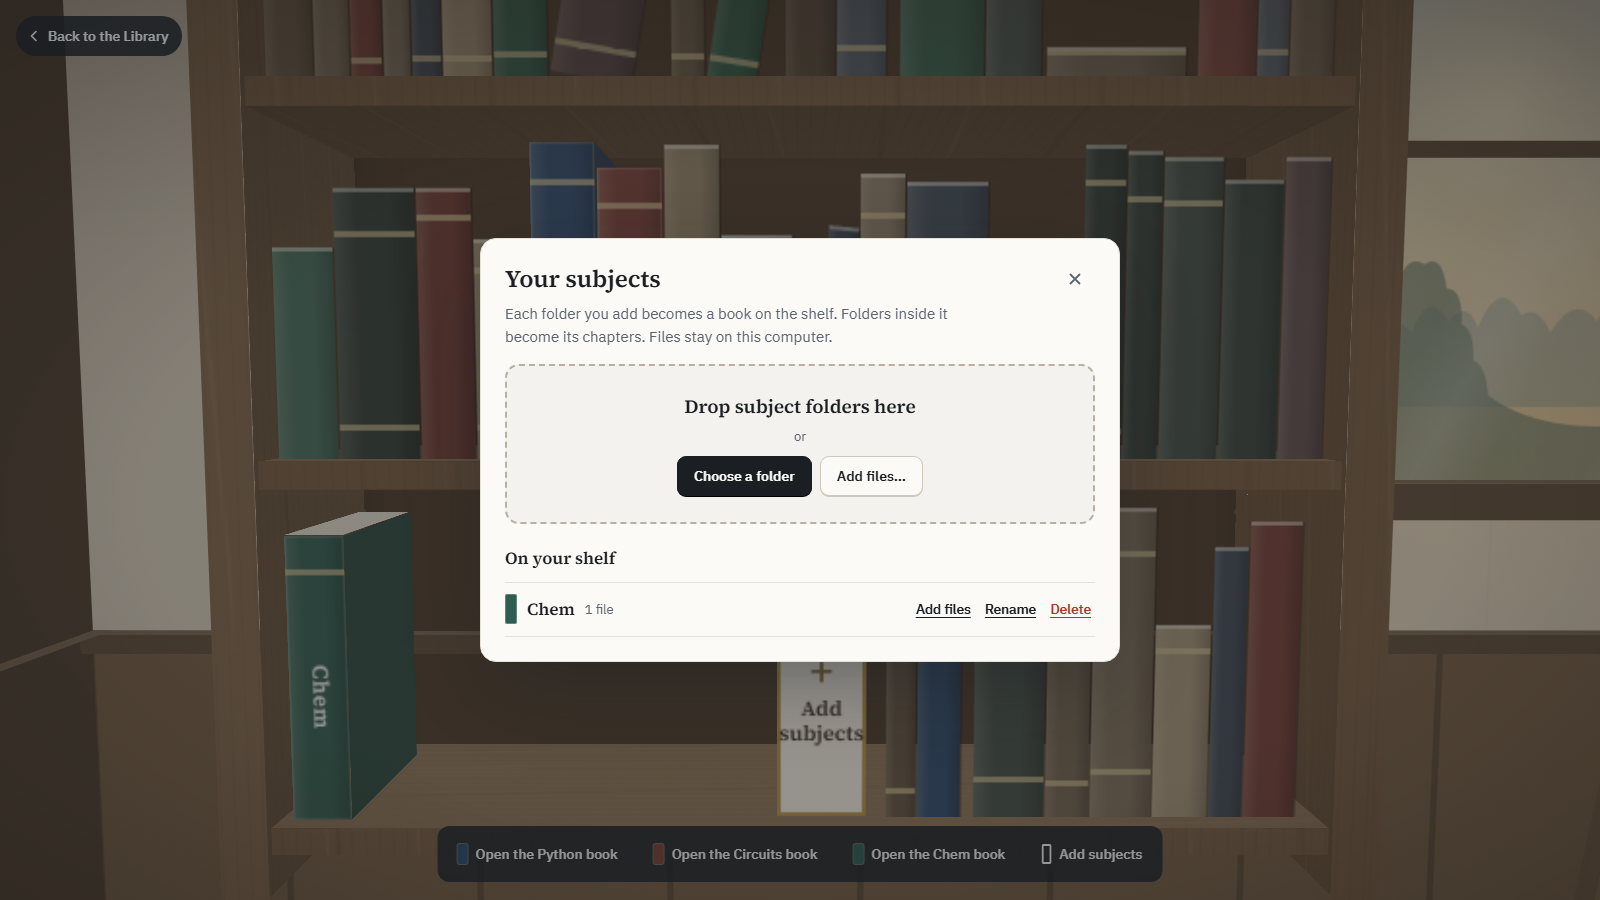 Back to the Library
Your subjects
Each folder you add becomes a book on the shelf. Folders inside it
become its chapters. Files stay on this computer.
Drop subject folders here
or
Choose a folder
Add files...
On your shelf
Chem 1 file
Add files Rename Delete
Chem
+
Add
subjects
Open the Python book
Open the Circuits book
Open the Chem book
Add subjects